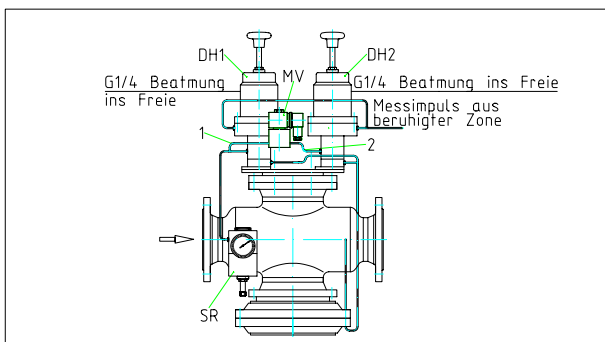 DH1
DH2
MV
G1/4 Beatmung
ins Freie
G1/4 Beatmung ins Freie
Messimpuls aus
beruhigter Zone
1
2
SR